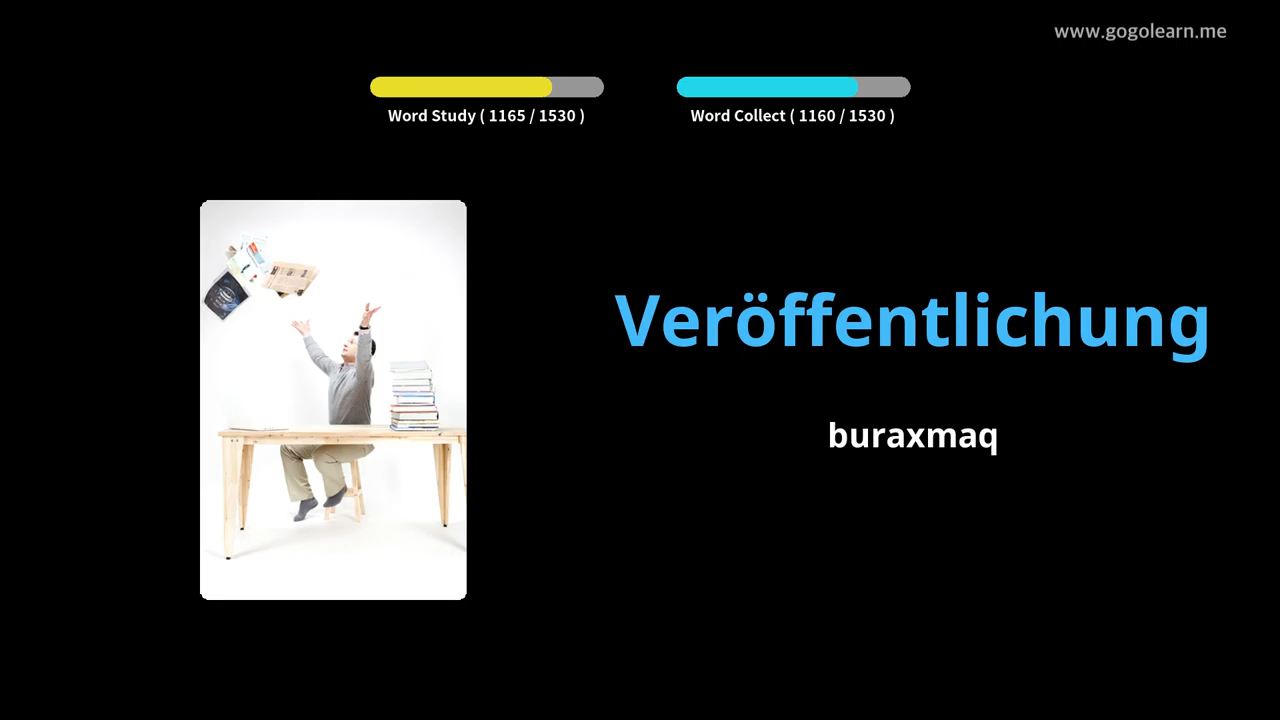 www.gogolearn.me
Word Study ( 1165 / 1530 )
Word Collect ( 1160 / 1530 )
Veröffentlichung
buraxmaq